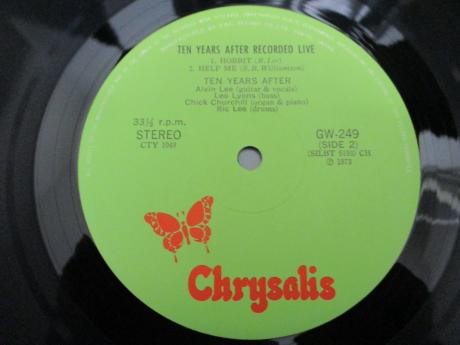 TEN YEARS AFTER RECORDED LIVE
1. HOBBIT (R. Lee)
2. HELP ME (S. B. Williamson)
TEN YEARS AFTER
Alvin Lee (guitar & vocals)
Leo Lyons (bass)
Chick Churchill (organ & piano)
Ric Lee (drums)
33⅓ r.p.m.
STEREO
CTY 1049
GW-249
(SIDE 2)
(SILBT 5193) CH
Ⓟ 1973
Chrysalis